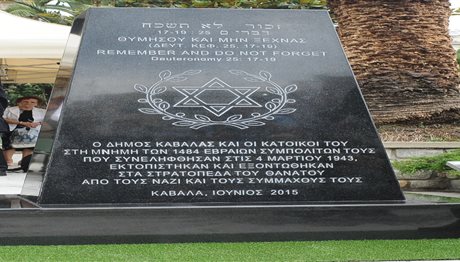 זכור: לא תשכח
דברים 25 : 17-19
ΘΥΜΗΣΟΥ ΚΑΙ ΜΗΝ ΞΕΧΝΑΣ
(ΔΕΥΤ. ΚΕΦ. 25, 17-19)
REMEMBER AND DO NOT FORGET
Deuteronomy 25: 17-19
Ο ΔΗΜΟΣ ΚΑΒΑΛΑΣ ΚΑΙ ΟΙ ΚΑΤΟΙΚΟΙ ΤΟΥ
ΣΤΗ ΜΝΗΜΗ ΤΩΝ 1484 ΕΒΡΑΙΩΝ ΣΥΜΠΟΛΙΤΩΝ ΤΟΥΣ
ΠΟΥ ΣΥΝΕΛΗΦΘΗΣΑΝ ΣΤΙΣ 4 ΜΑΡΤΙΟΥ 1943,
ΕΚΤΟΠΙΣΤΗΚΑΝ ΚΑΙ ΕΞΟΝΤΩΘΗΚΑΝ
ΣΤΑ ΣΤΡΑΤΟΠΕΔΑ ΤΟΥ ΘΑΝΑΤΟΥ
ΑΠΟ ΤΟΥΣ ΝΑΖΙ ΚΑΙ ΤΟΥΣ ΣΥΜΜΑΧΟΥΣ ΤΟΥΣ
ΚΑΒΑΛΑ, ΙΟΥΝΙΟΣ 2015